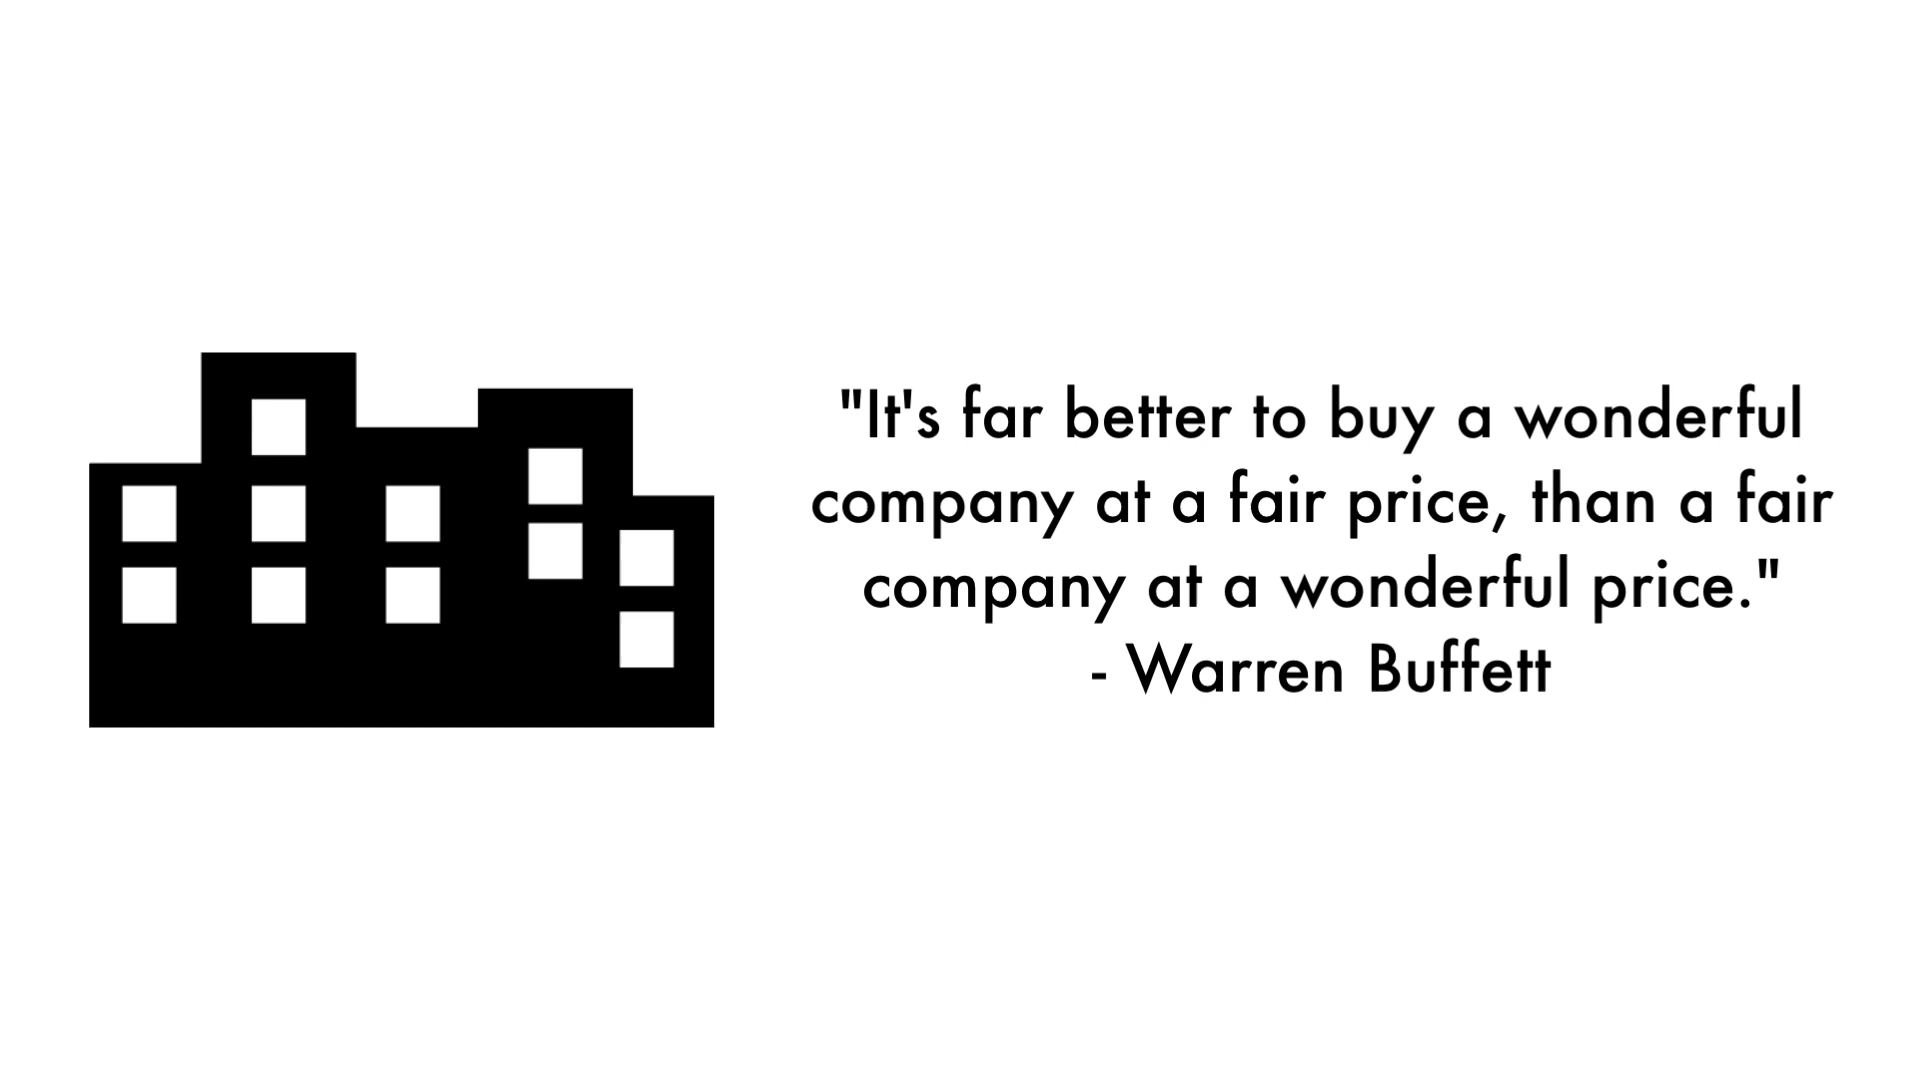 "It's far better to buy a wonderful
company at a fair price, than a fair
company at a wonderful price."
- Warren Buffett